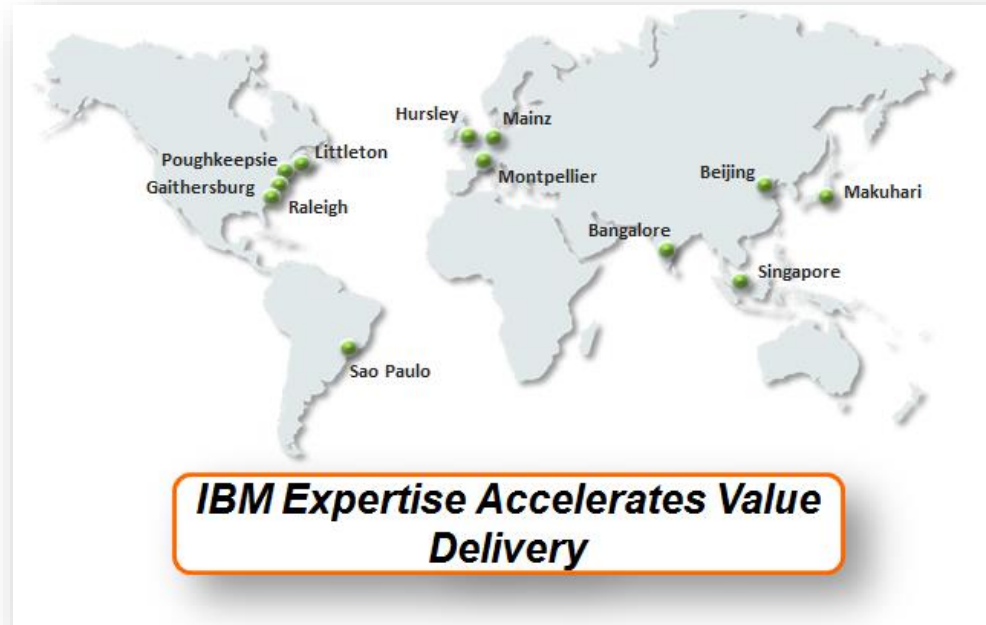 Hursley
Mainz
Littleton
Poughkeepsie
Montpellier
Beijing
Gaithersburg
Makuhari
Raleigh
Bangalore
Singapore
Sao Paulo
IBM Expertise Accelerates Value
Delivery